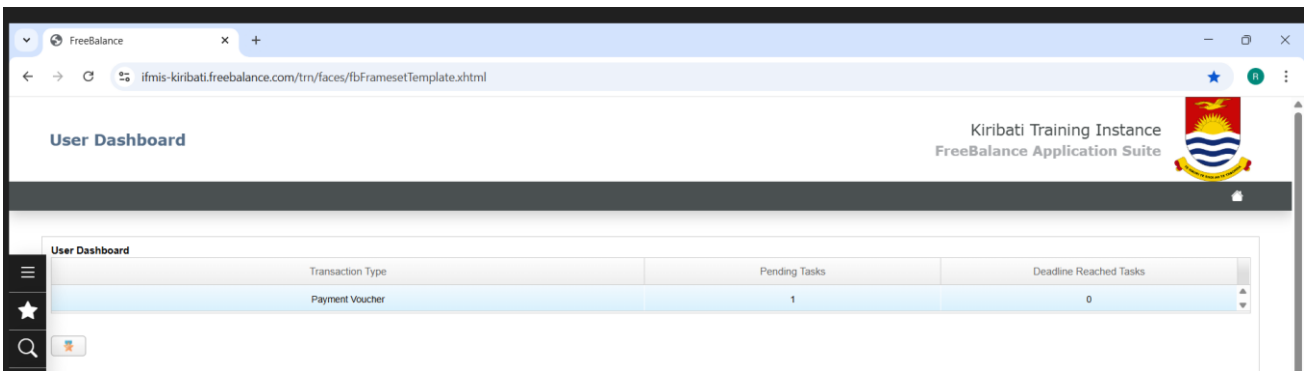 FreeBalance
ifmis-kiribati.freebalance.com/trn/faces/fbFramesetTemplate.xhtml
R
User Dashboard
Kiribati Training Instance
FreeBalance Application Suite
User Dashboard
Transaction Type Pending Tasks Deadline Reached Tasks
Payment Voucher 1 0